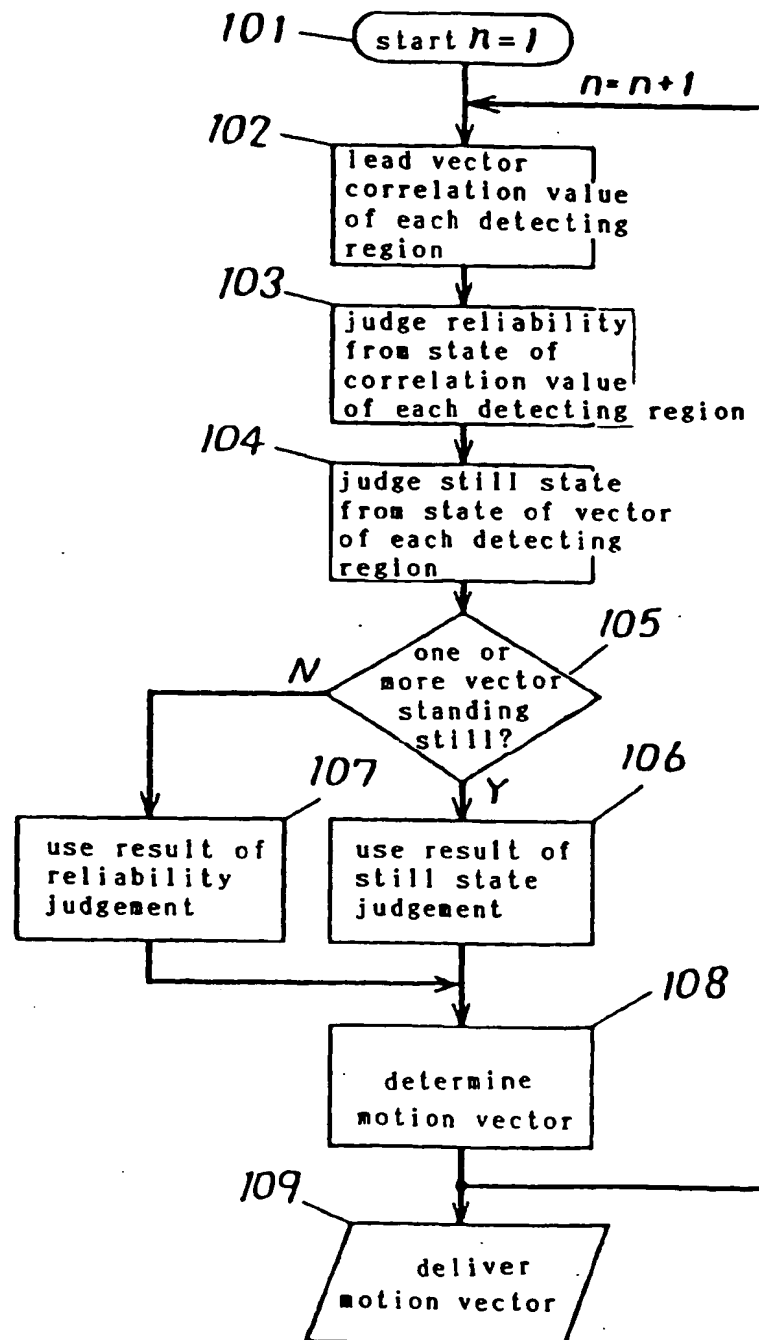 101
start n=1
n=n+1
102
lead vector
correlation value
of each detecting
region
103
judge reliability
from state of
correlation value
of each detecting region
104
judge still state
from state of vector
of each detecting
region
105
one or
more vector
standing
still?
N
Y
107
106
use result of
reliability
judgement
use result of
still state
judgement
108
determine
motion vector
109
deliver
motion vector